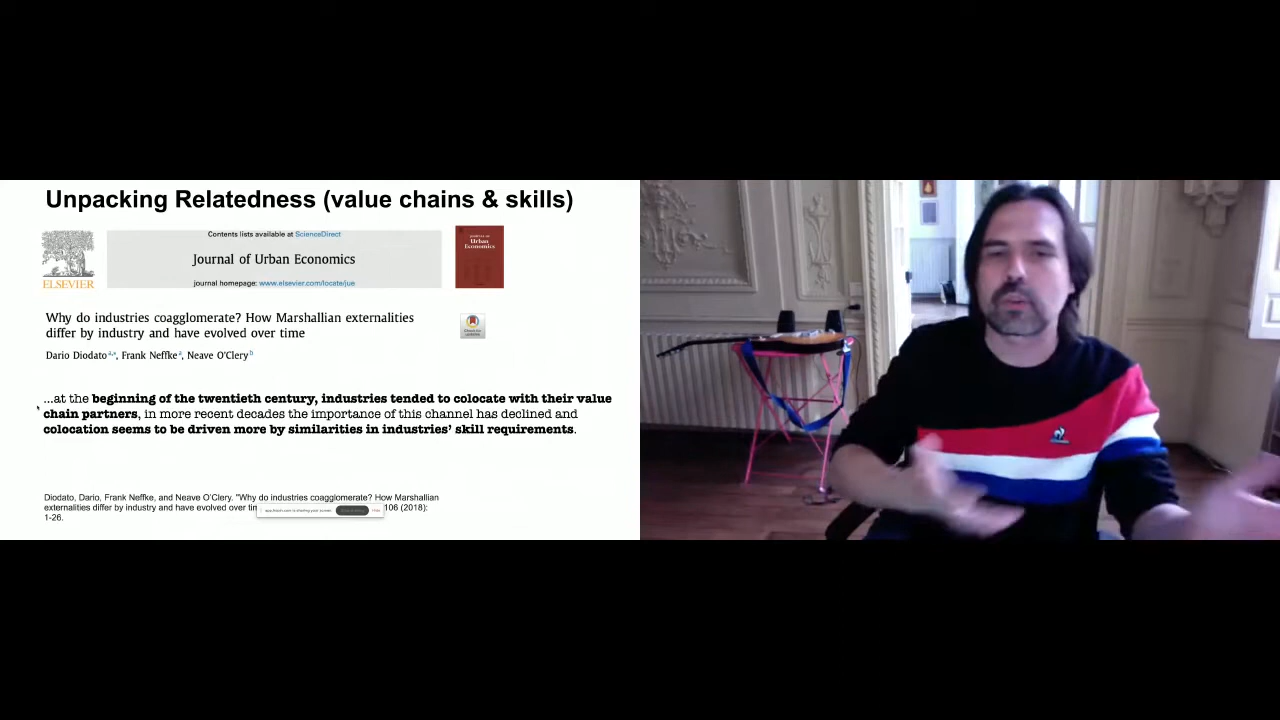 Unpacking Relatedness (value chains & skills)
Contents lists available at ScienceDirect
Journal of Urban Economics
journal homepage: www.elsevier.com/locate/jue
ELSEVIER
Urban
Economics
Why do industries coagglomerate? How Marshallian externalities
differ by industry and have evolved over time
Dario Diodato a,*, Frank Neffke a, Neave O'Clery b
...at the beginning of the twentieth century, industries tended to colocate with their value
chain partners, in more recent decades the importance of this channel has declined and
colocation seems to be driven more by similarities in industries' skill requirements.
Diodato, Dario, Frank Neffke, and Neave O'Clery. "Why do industries coagglomerate? How Marshallian
externalities differ by industry and have evolved over tim 106 (2018):
1-26.